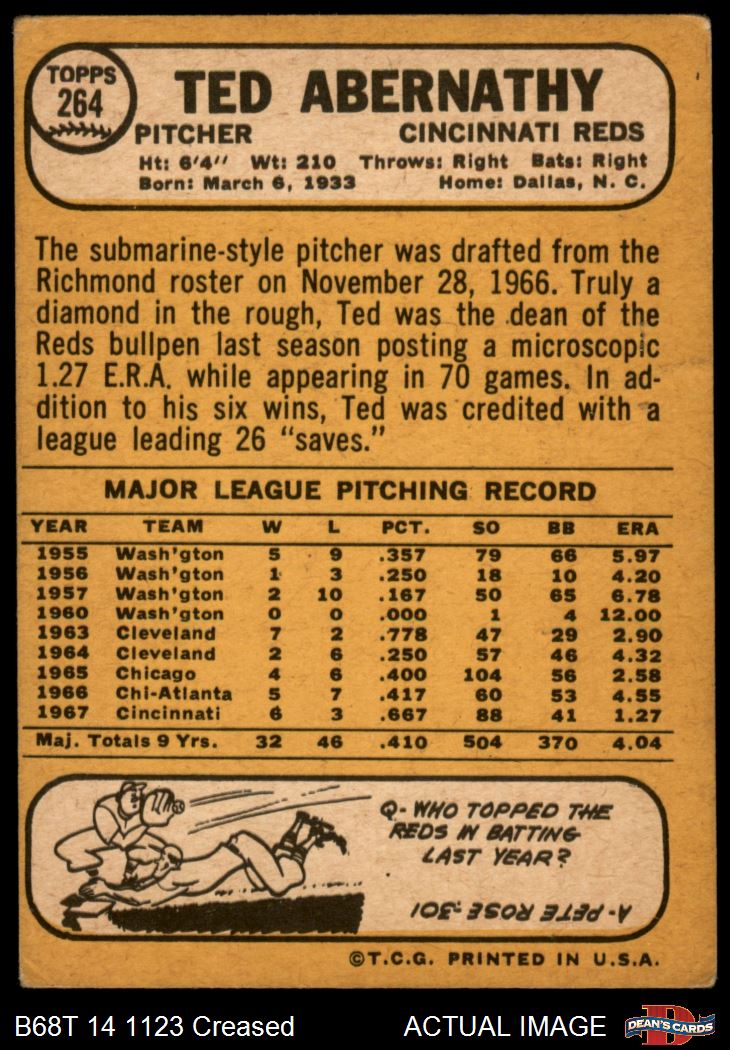 TOPPS
264
TED ABERNATHY
PITCHER CINCINNATI REDS
Ht: 6'4" Wt: 210 Throws: Right Bats: Right
Born: March 6, 1933 Home: Dallas, N. C.
The submarine-style pitcher was drafted from the
Richmond roster on November 28, 1966. Truly a
diamond in the rough, Ted was the dean of the
Reds bullpen last season posting a microscopic
1.27 E.R.A. while appearing in 70 games. In ad-
dition to his six wins, Ted was credited with a
league leading 26 “saves.”
MAJOR LEAGUE PITCHING RECORD
YEAR TEAM W L PCT. SO BB ERA
1955 Wash'gton 5 9 .357 79 66 5.97
1956 Wash'gton 1 3 .250 18 10 4.20
1957 Wash'gton 2 10 .167 50 65 6.78
1960 Wash'gton 0 0 .000 1 4 12.00
1963 Cleveland 7 2 .778 47 29 2.90
1964 Cleveland 2 6 .250 57 46 4.32
1965 Chicago 4 6 .400 104 56 2.58
1966 Chi-Atlanta 5 7 .417 60 53 4.55
1967 Cincinnati 6 3 .667 88 41 1.27
Maj. Totals 9 Yrs. 32 46 .410 504 370 4.04
Q- WHO TOPPED THE
REDS IN BATTING
LAST YEAR?
A- PETE ROSE .301
©T.C.G. PRINTED IN U.S.A.
B68T 14 1123 Creased ACTUAL IMAGE
DEAN'S CARDS